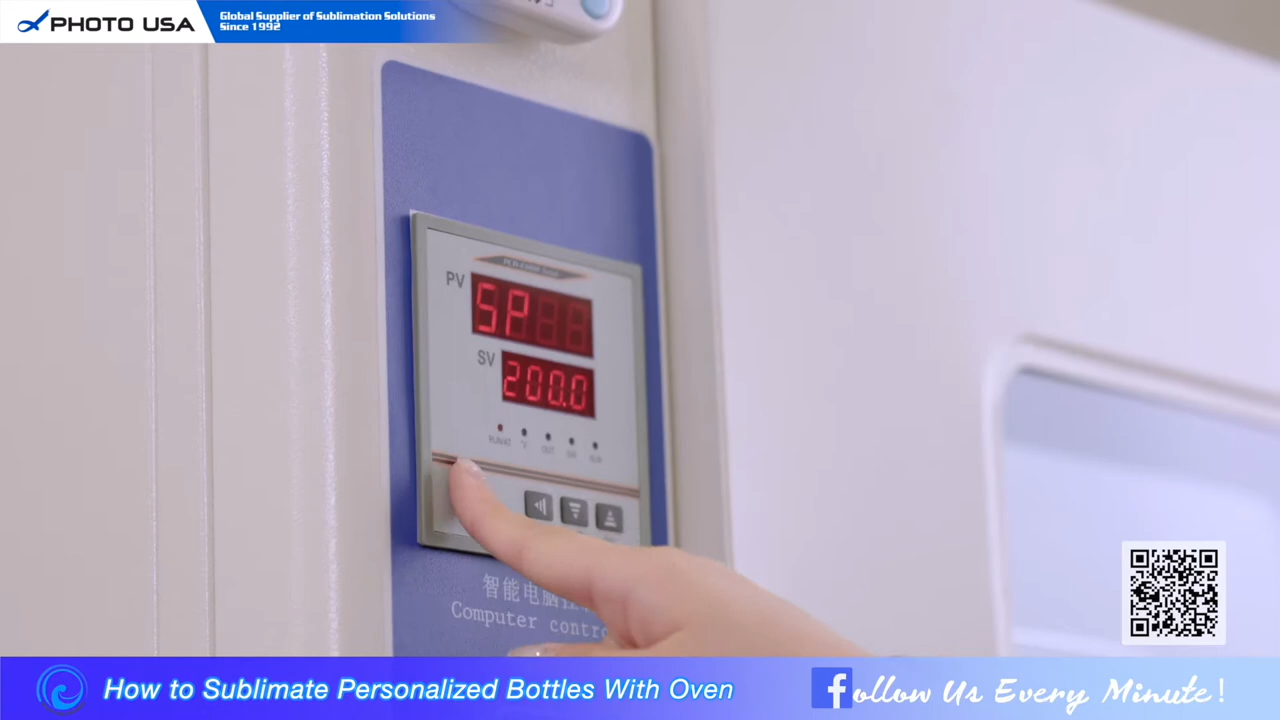 PHOTO USA
Global Supplier of Sublimation Solutions
Since 1992
PV
SP
SV
200.0
OUT
智能电脑
Computer
How to Sublimate Personalized Bottles With Oven
follow Us Every Minute!